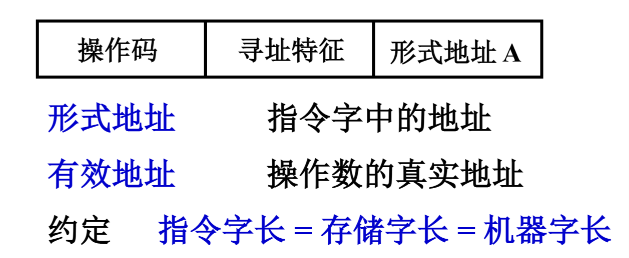 操作码 寻址特征 形式地址 A
形式地址 指令字中的地址
有效地址 操作数的真实地址
约定 指令字长 = 存储字长 = 机器字长